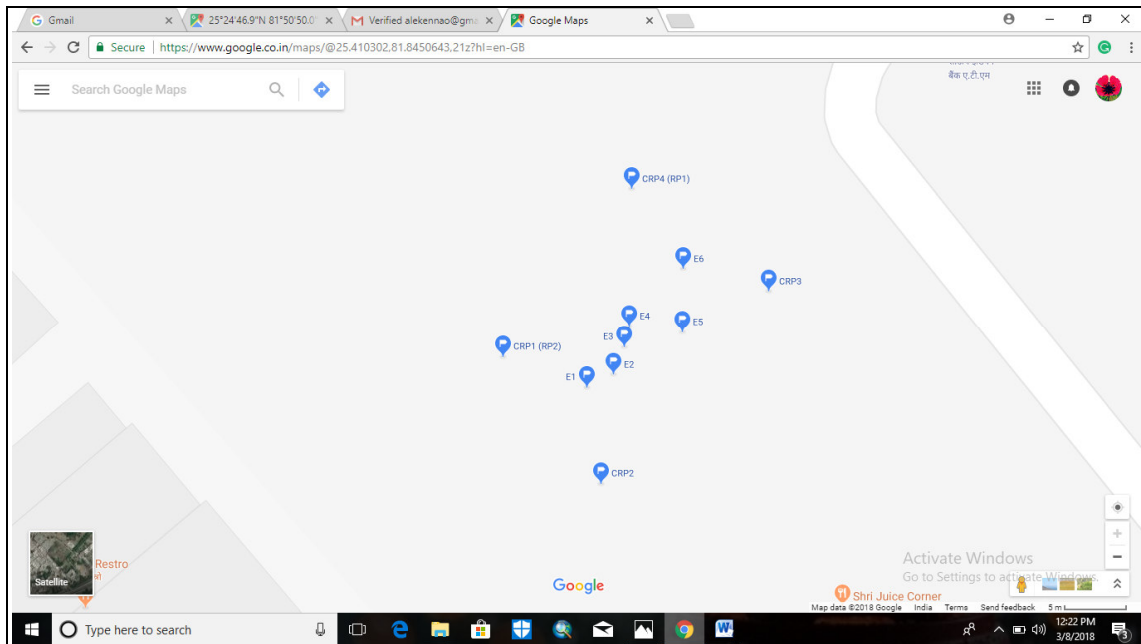 Gmail
25°24'46.9"N 81°50'50.0"
Verified alekennao@gma
Google Maps
Secure
https://www.google.co.in/maps/@25.410302,81.8450643,21z?hl=en-GB
बैंक ए.टी.एम
Search Google Maps
CRP4 (RP1)
E6
CRP3
E4
E5
E3
CRP1 (RP2)
E2
E1
CRP2
Restro
Satellite
Activate Windows
Go to Settings to activate Windows.
Google
Shri Juice Corner
Map data ©2018 Google India Terms Send feedback 5 m
Type here to search
12:22 PM
3/8/2018